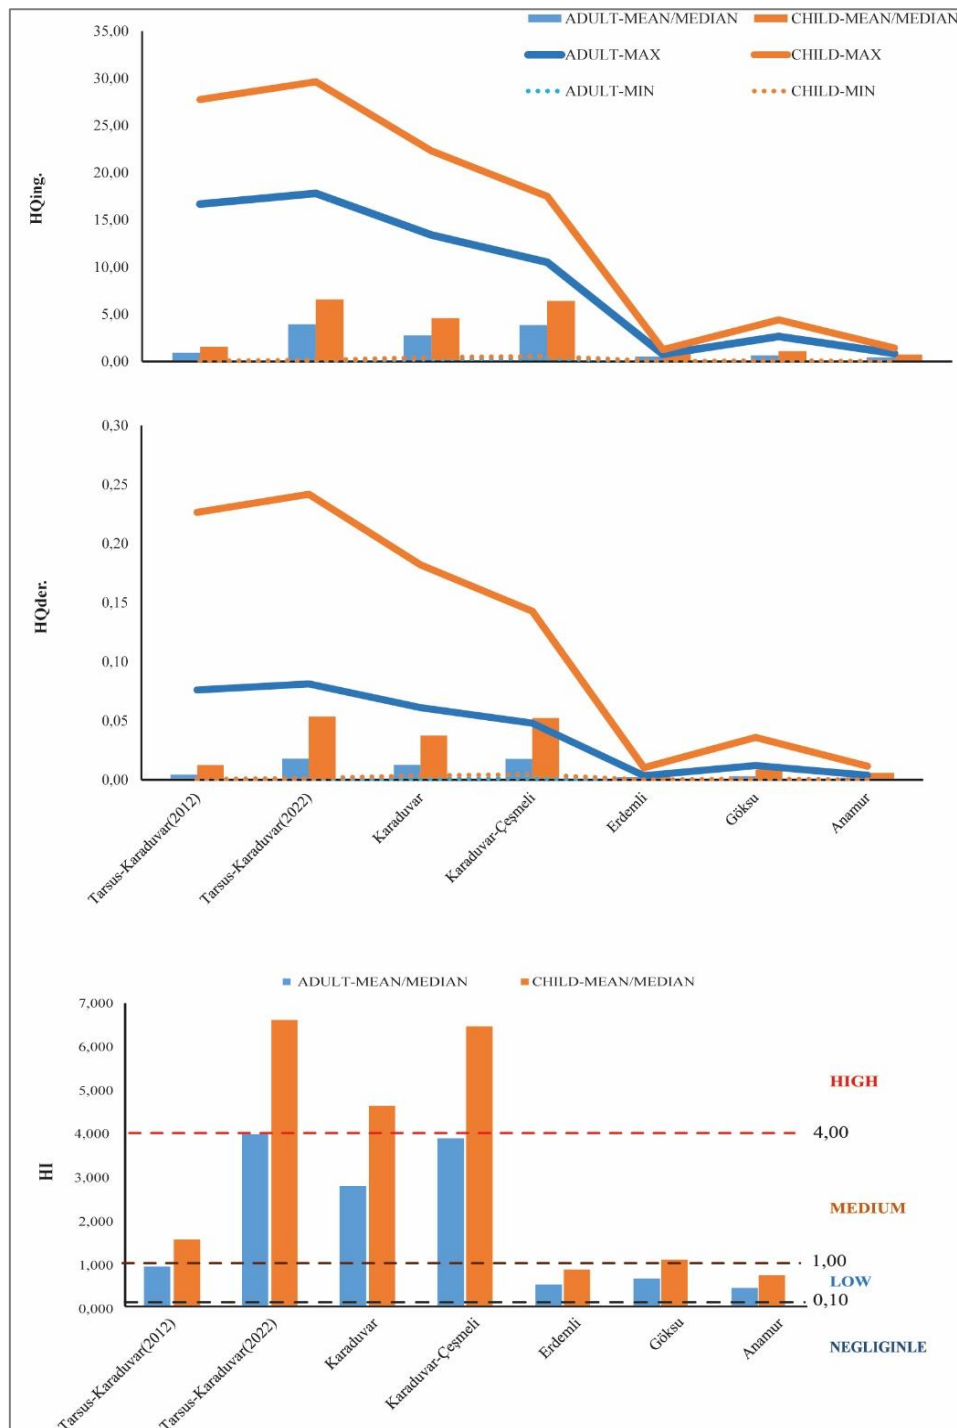 ADULT-MEAN/MEDIAN CHILD-MEAN/MEDIAN
ADULT-MAX CHILD-MAX
ADULT-MIN CHILD-MIN
35,00
30,00
25,00
20,00
15,00
10,00
5,00
0,00
HQing.
0,30
0,25
0,20
0,15
0,10
0,05
0,00
HQder.
Tarsus-Karaduvar(2012)
Tarsus-Karaduvar(2022)
Karaduvar
Karaduvar-Çeşmeli
Erdemli
Göksu
Anamur
ADULT-MEAN/MEDIAN CHILD-MEAN/MEDIAN
7,000
6,000
5,000
4,000
3,000
2,000
1,000
0,000
HI
HIGH
4,00
MEDIUM
1,00
LOW
0,10
NEGLIGINLE
Tarsus-Karaduvar(2012)
Tarsus-Karaduvar(2022)
Karaduvar
Karaduvar-Çeşmeli
Erdemli
Göksu
Anamur